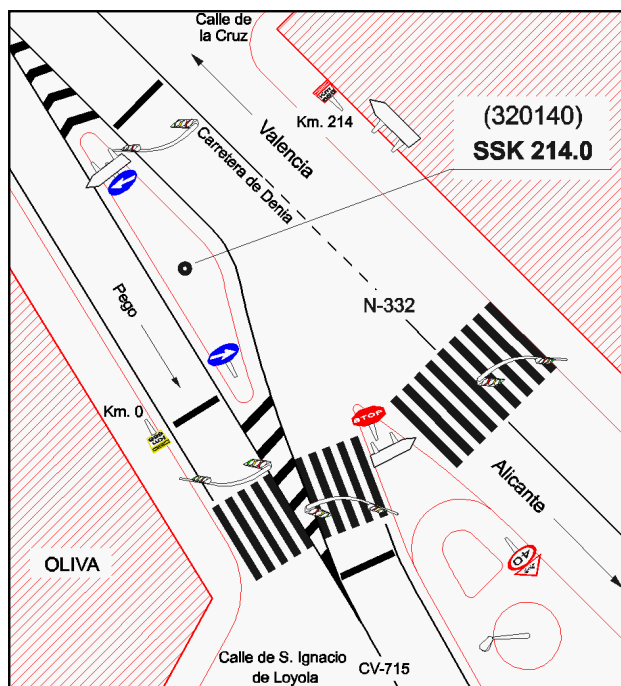 Calle de
la Cruz
Km. 214
(320140)
SSK 214.0
Valencia
Carretera de Denia
N-332
Pego
Km. 0
STOP
Alicante
40
OLIVA
Calle de S. Ignacio
de Loyola
CV-715